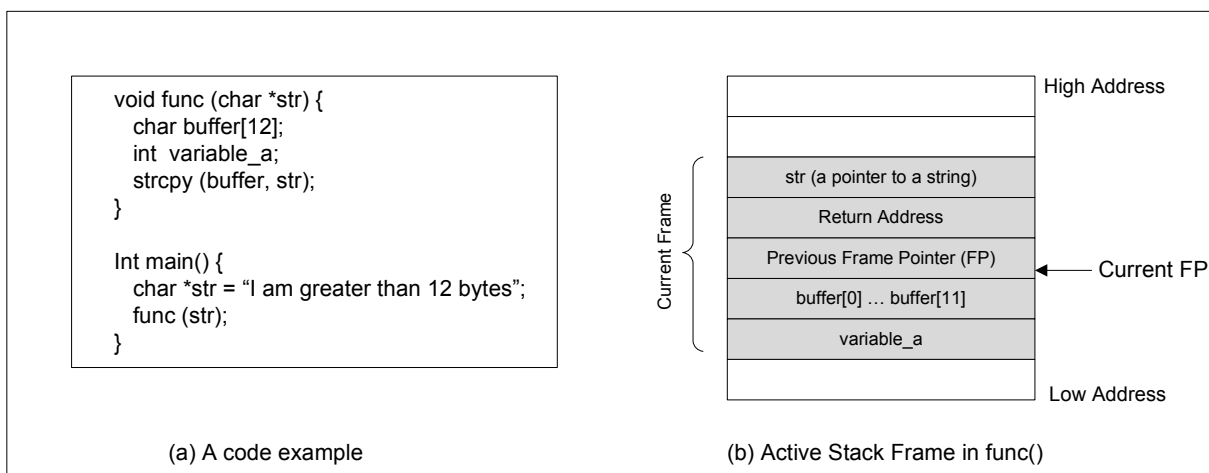 void func (char *str) {
char buffer[12];
int variable_a;
strcpy (buffer, str);
}
Int main() {
char *str = “I am greater than 12 bytes”;
func (str);
}
(a) A code example
High Address
Current Frame
str (a pointer to a string)
Return Address
Previous Frame Pointer (FP)
Current FP
buffer[0] … buffer[11]
variable_a
Low Address
(b) Active Stack Frame in func()